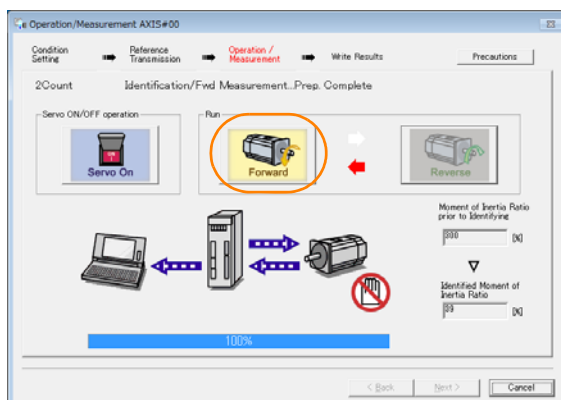 Operation/Measurement AXIS#00
Condition Setting
Reference Transmission
Operation / Measurement
Write Results
Precautions
2Count Identification/Fwd Measurement...Prep. Complete
Servo ON/OFF operation
Run
Servo On
Forward
Reverse
Moment of Inertia Ratio
prior to Identifying
300 [%]
Identified Moment of
Inertia Ratio
39 [%]
100%
< Back
Next >
Cancel